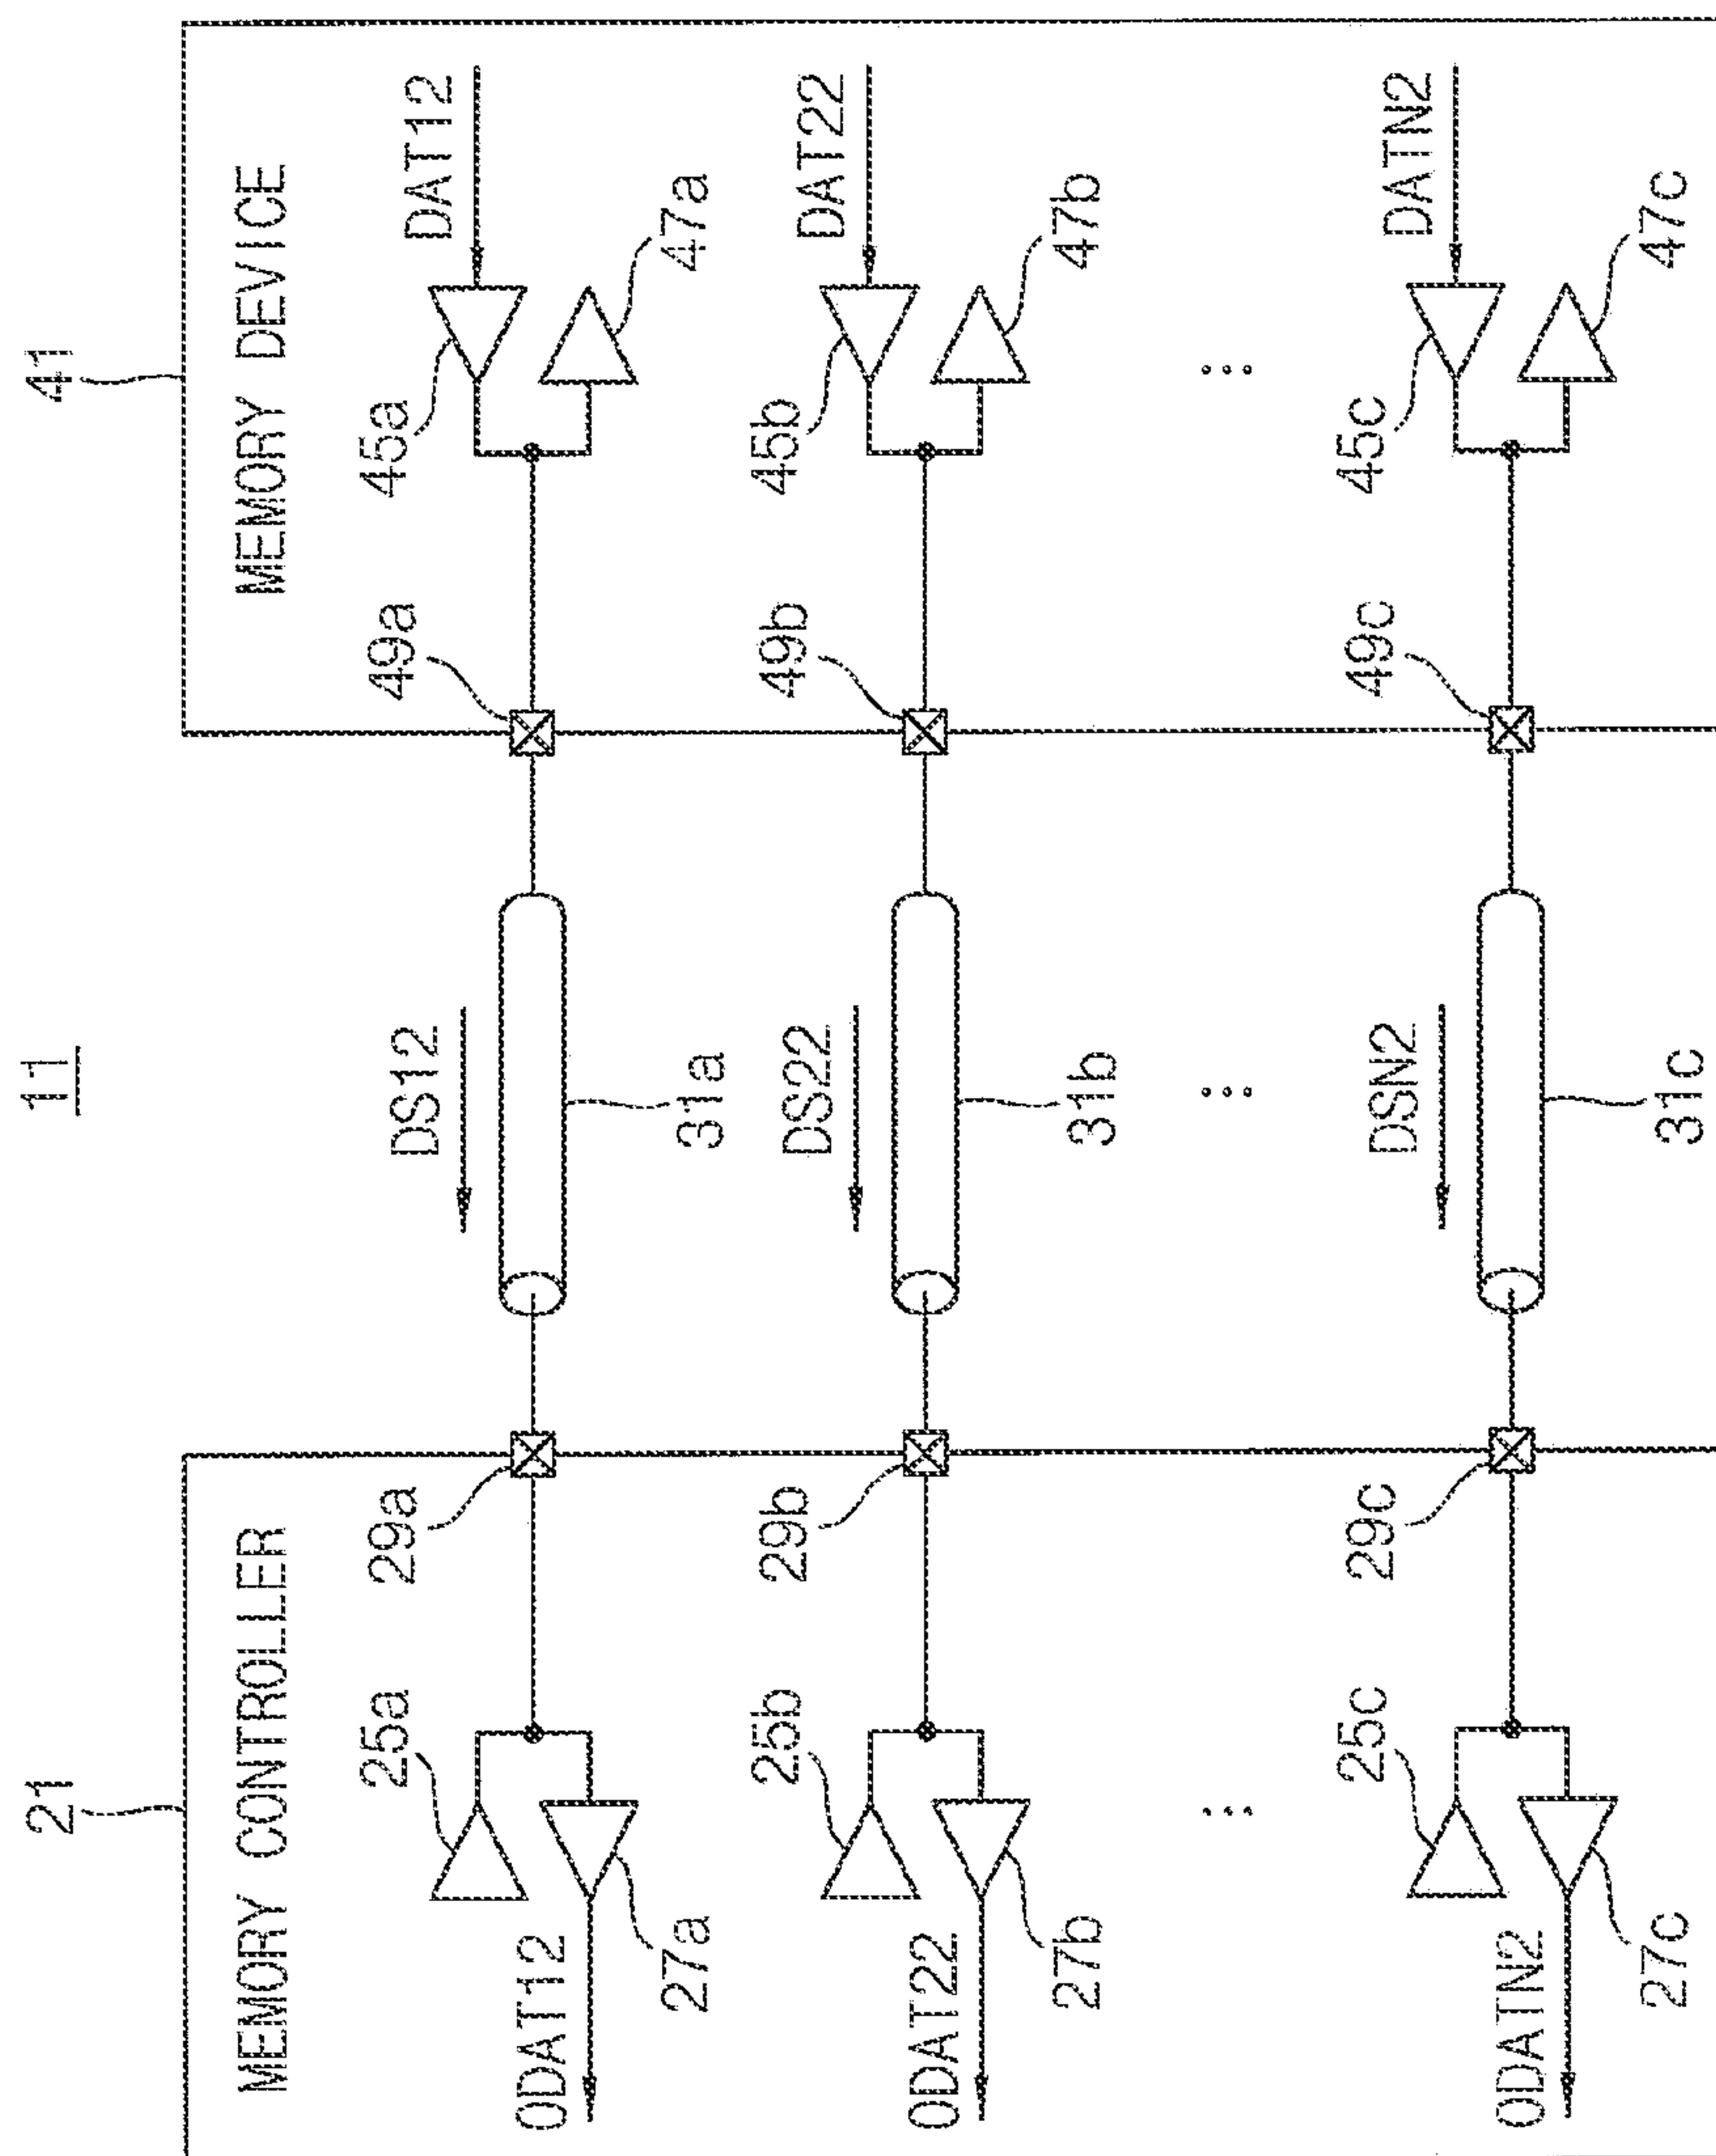 11
21
41
MEMORY CONTROLLER
MEMORY DEVICE
25a
29a
DS12
49a
45a
DAT12
ODAT12
27a
31a
47a
25b
29b
DS22
49b
45b
DAT22
ODAT22
27b
31b
47b
...
...
...
25c
29c
DSN2
49c
45c
DATN2
ODATN2
27c
31c
47c